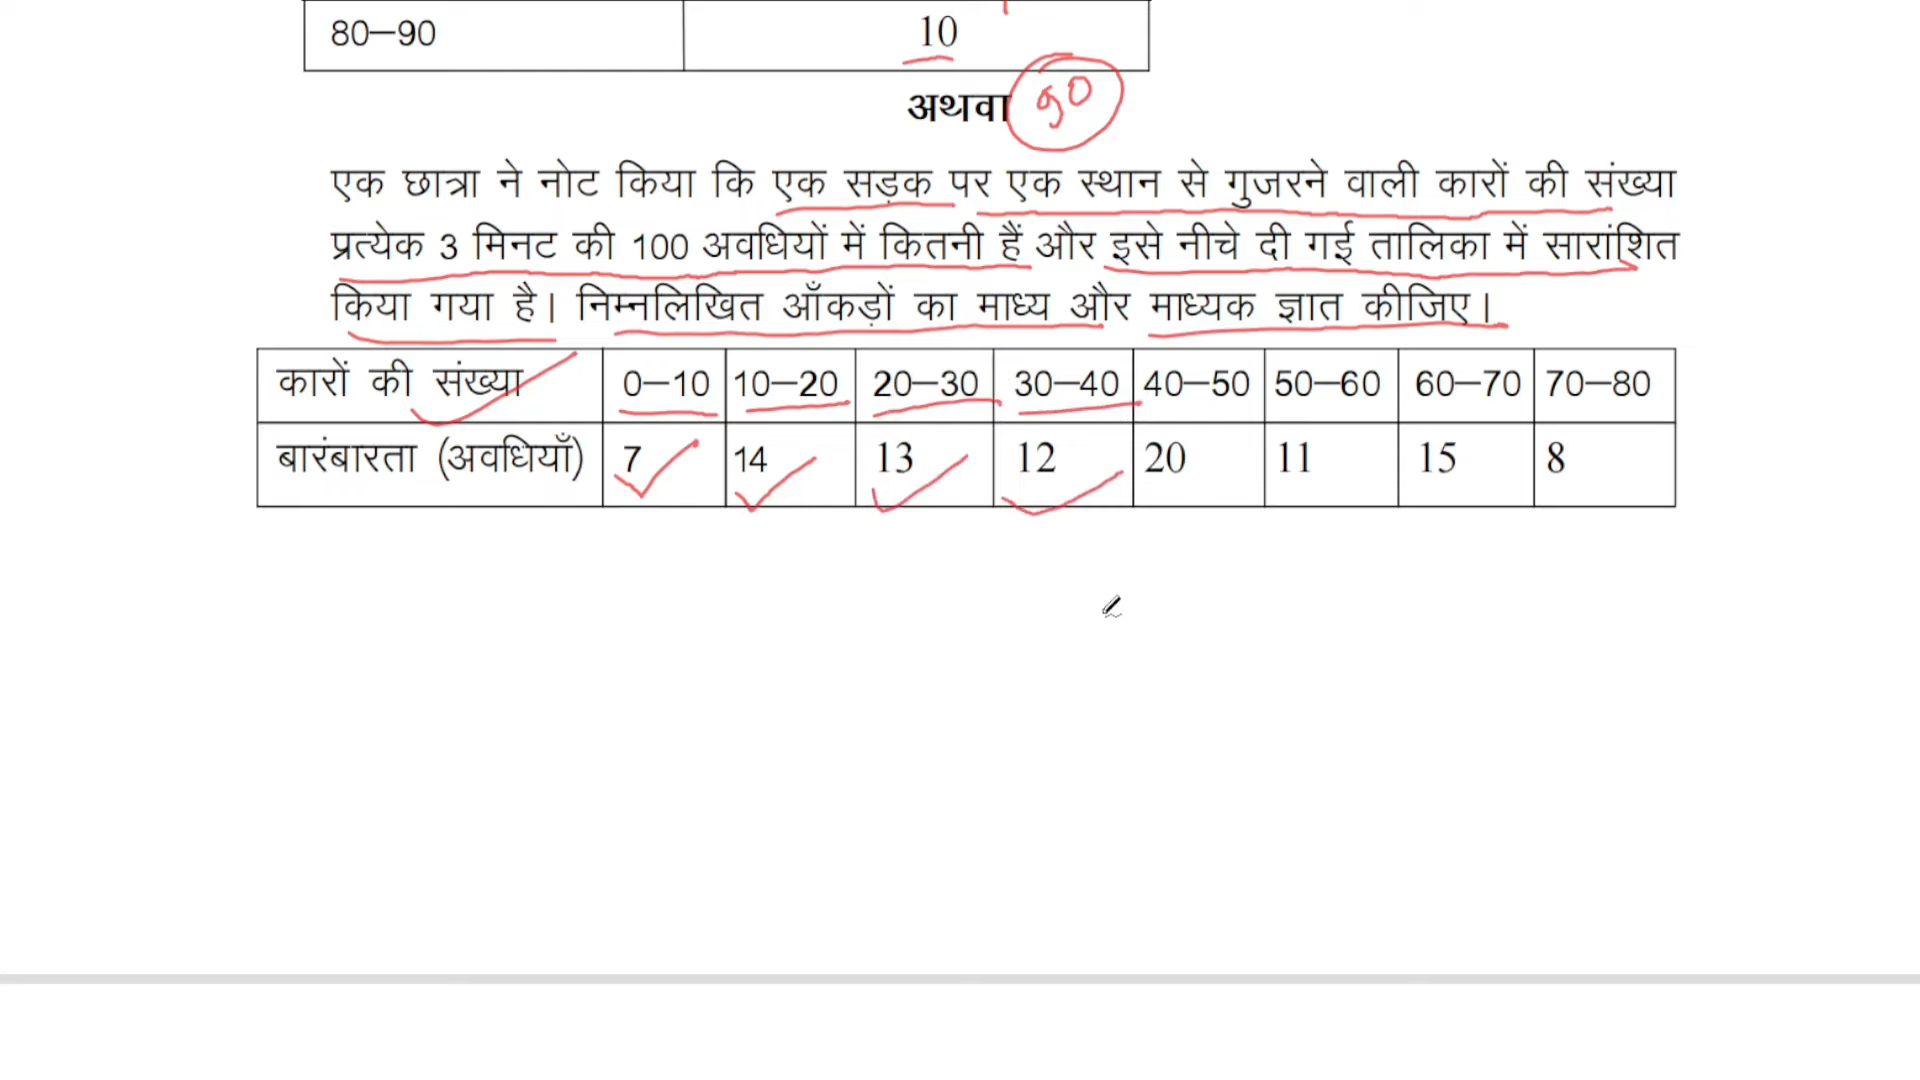 80–90 10
अथवा 90
एक छात्रा ने नोट किया कि एक सड़क पर एक स्थान से गुजरने वाली कारों की संख्या
प्रत्येक 3 मिनट की 100 अवधियों में कितनी हैं और इसे नीचे दी गई तालिका में सारांशित
किया गया है। निम्नलिखित आँकड़ों का माध्य और माध्यक ज्ञात कीजिए।
कारों की संख्या 0–10 10–20 20–30 30–40 40–50 50–60 60–70 70–80
बारंबारता (अवधियाँ) 7 14 13 12 20 11 15 8